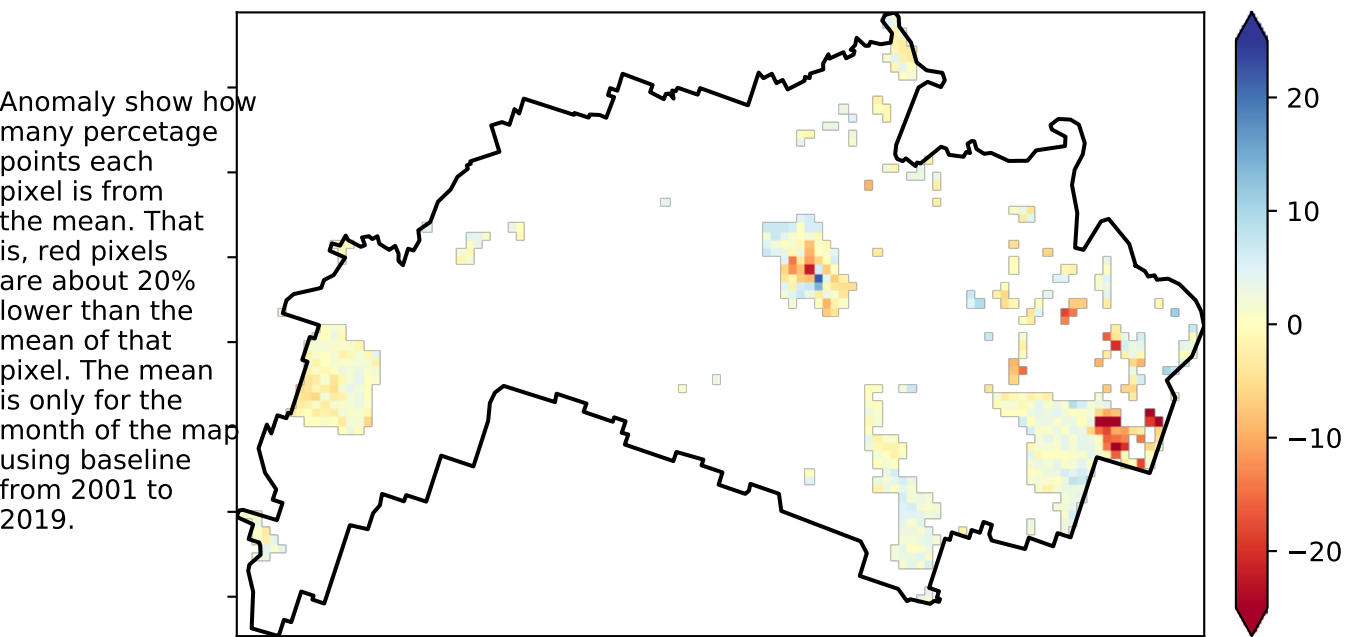 Anomaly show how
many percetage
points each
pixel is from
the mean. That
is, red pixels
are about 20%
lower than the
mean of that
pixel. The mean
is only for the
month of the map
using baseline
from 2001 to
2019.
20
10
0
−10
−20